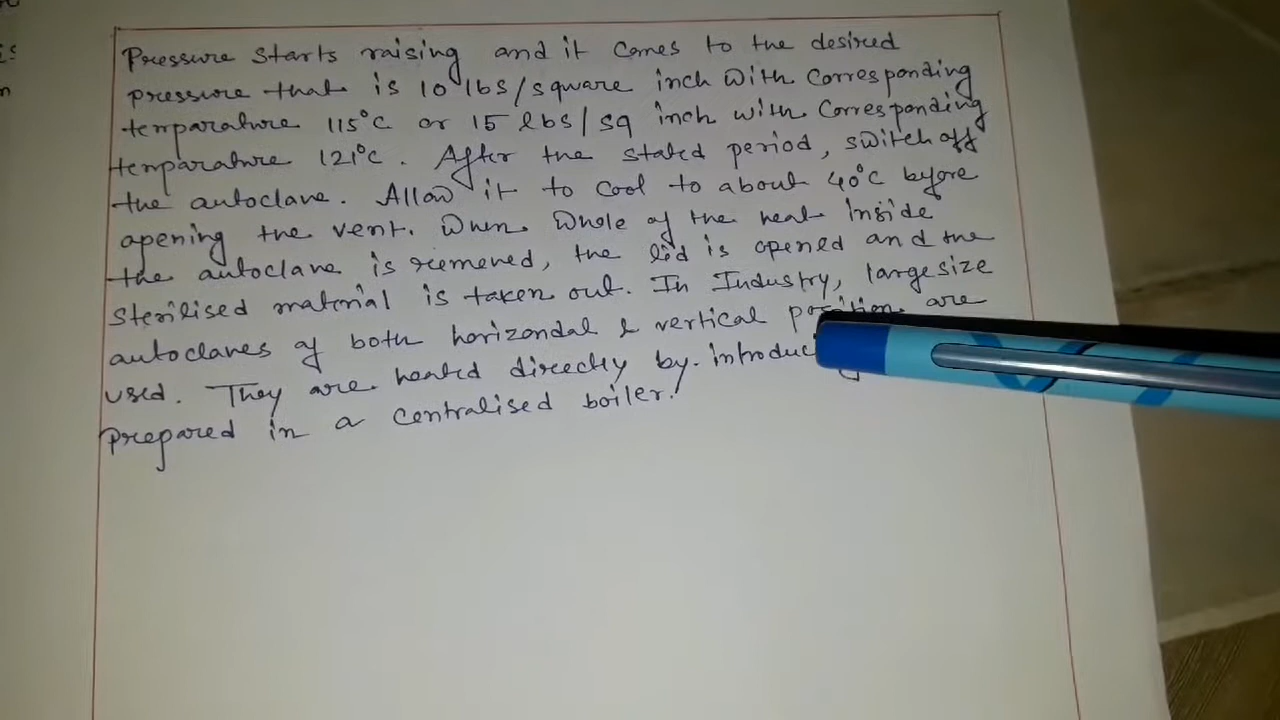 is
n
Pressure starts raising and it comes to the desired
pressure that is 10 lbs/square inch with corresponding
temparature 115°C or 15 lbs/sq inch with corresponding
temparature 121°C. After the stated period, switch off
the autoclave. Allow it to cool to about 40°C before
opening the vent. When whole of the heat inside
the autoclave is remeved, the lid is opened and the
sterilised material is taken out. In Industry, large size
autoclaves of both horizondal & vertical position are
used. They are heated directly by introduc
prepared in a centralised boiler.